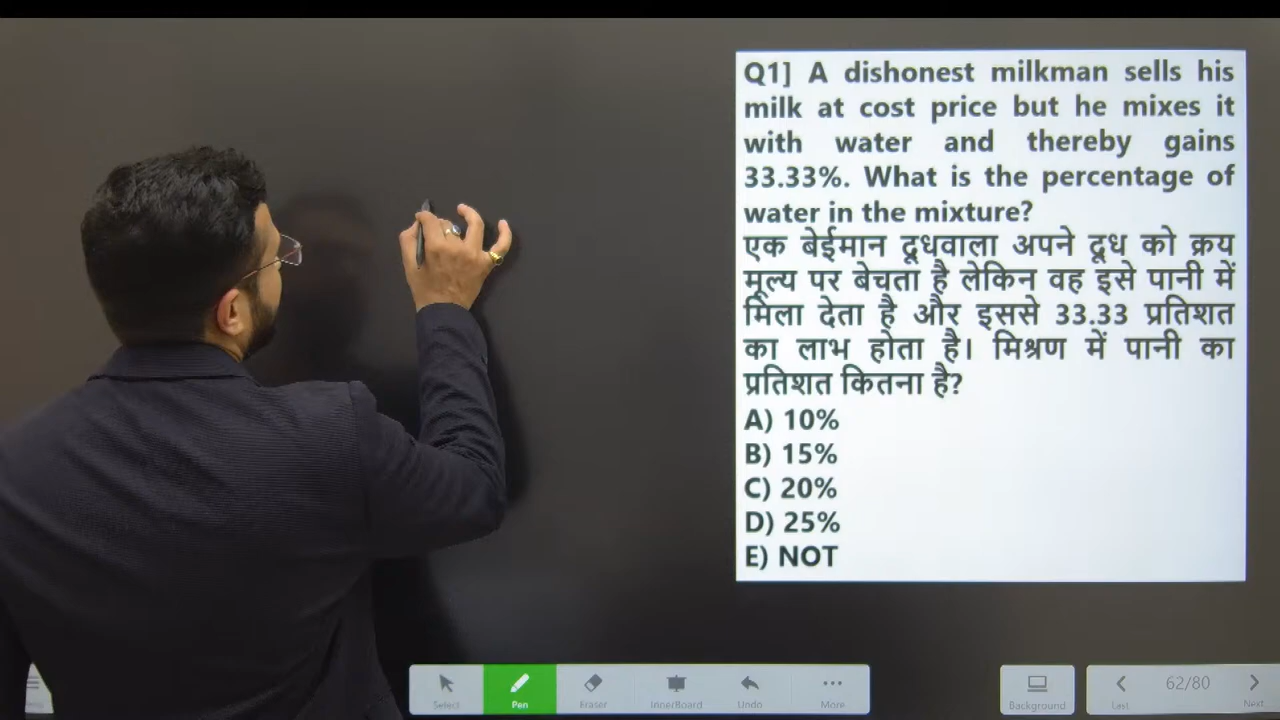 Q1] A dishonest milkman sells his
milk at cost price but he mixes it
with water and thereby gains
33.33%. What is the percentage of
water in the mixture?
एक बेईमान दूधवाला अपने दूध को क्रय
मूल्य पर बेचता है लेकिन वह इसे पानी में
मिला देता है और इससे 33.33 प्रतिशत
का लाभ होता है। मिश्रण में पानी का
प्रतिशत कितना है?
A) 10%
B) 15%
C) 20%
D) 25%
E) NOT
Select Pen Eraser InnerBoard Undo More Background Last 62/80 Next